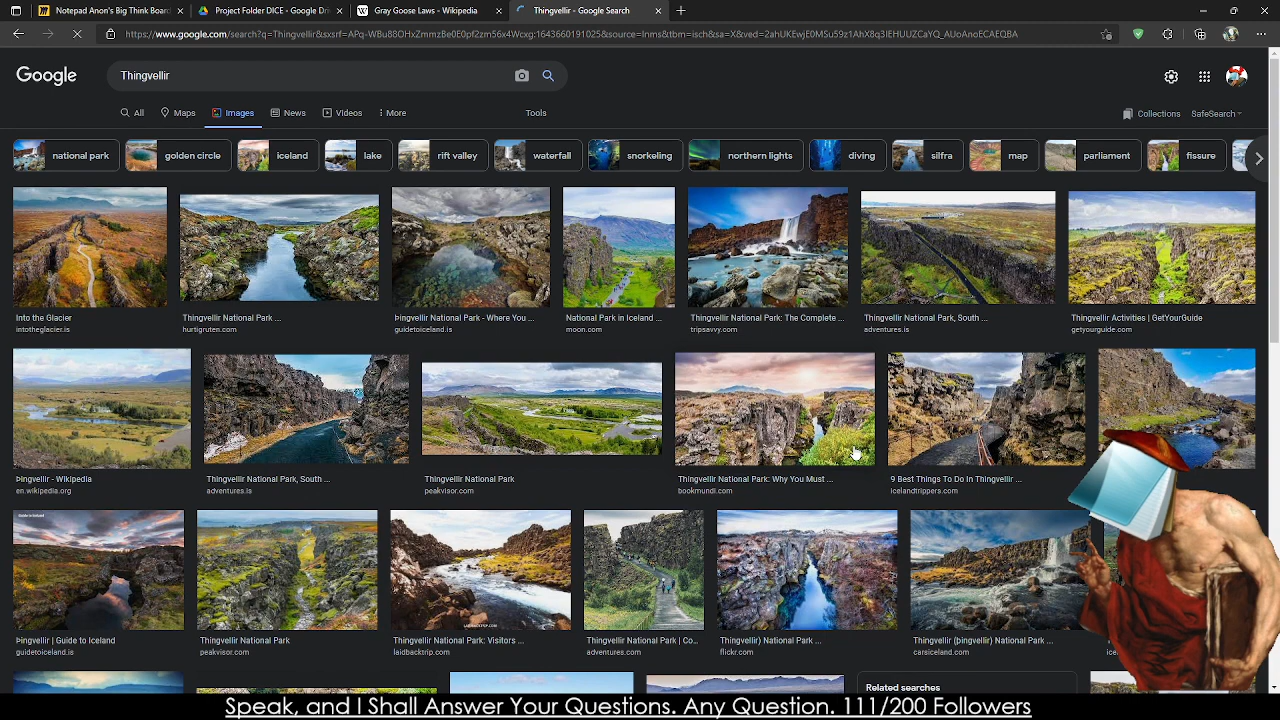 Notepad Anon's Big Think Board
Project Folder DICE - Google Dri
Gray Goose Laws - Wikipedia
Thingvellir - Google Search
Google
Thingvellir
All
Maps
Images
News
Videos
More
Tools
Collections
SafeSearch
national park
golden circle
iceland
lake
rift valley
waterfall
snorkeling
northern lights
diving
silfra
map
parliament
fissure
Into the Glacier
intotheglacier.is
Thingvellir National Park ...
hurtigruten.com
Þingvellir National Park - Where You ...
guidetoiceland.is
National Park in Iceland ...
moon.com
Thingvellir National Park: The Complete ...
tripsavvy.com
Thingvellir National Park, South ...
adventures.is
Thingvellir Activities | GetYourGuide
getyourguide.com
Þingvellir - Wikipedia
en.wikipedia.org
Thingvellir National Park, South ...
adventures.is
Thingvellir National Park
peakvisor.com
Thingvellir National Park: Why You Must ...
bookmundi.com
9 Best Things To Do In Thingvellir ...
icelandtrippers.com
Þingvellir | Guide to Iceland
guidetoiceland.is
Thingvellir National Park
peakvisor.com
Thingvellir National Park: Visitors ...
laidbacktrip.com
Thingvellir National Park | Co...
adventures.com
Thingvellir) National Park ...
flickr.com
Thingvellir (þingvellir) National Park ...
carsiceland.com
Related searches
Speak, and I Shall Answer Your Questions. Any Question. 111/200 Followers